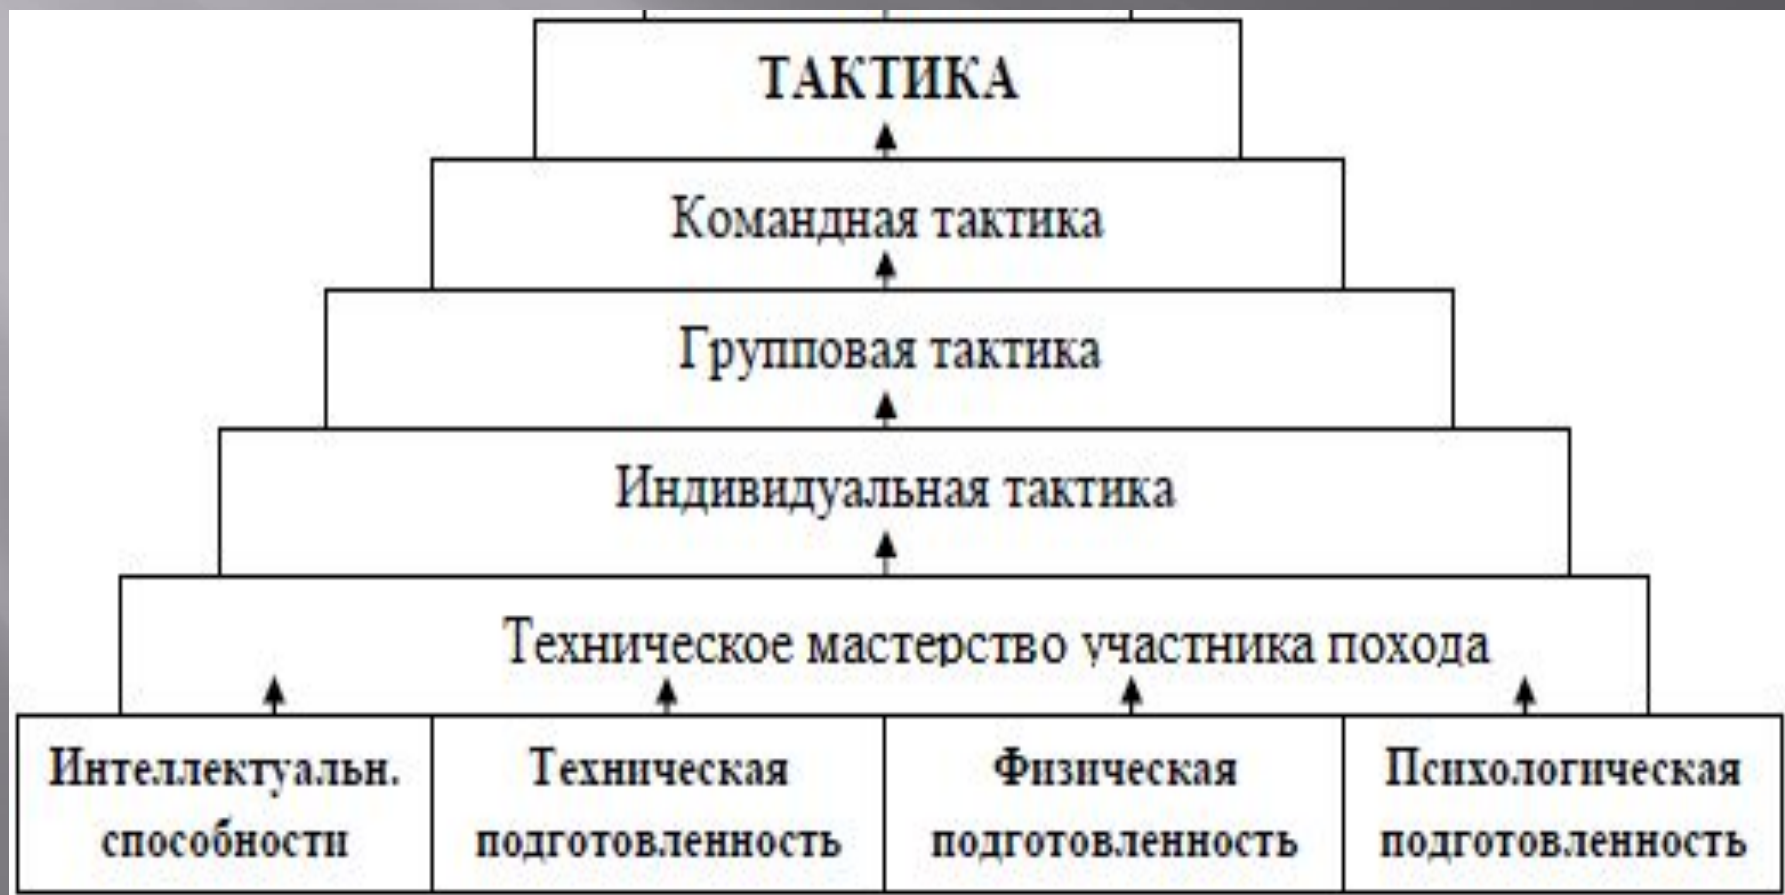 ТАКТИКА
Командная тактика
Групповая тактика
Индивидуальная тактика
Техническое мастерство участника похода
Интеллектуальн.
способности
Техническая
подготовленность
Физическая
подготовленность
Психологическая
подготовленность